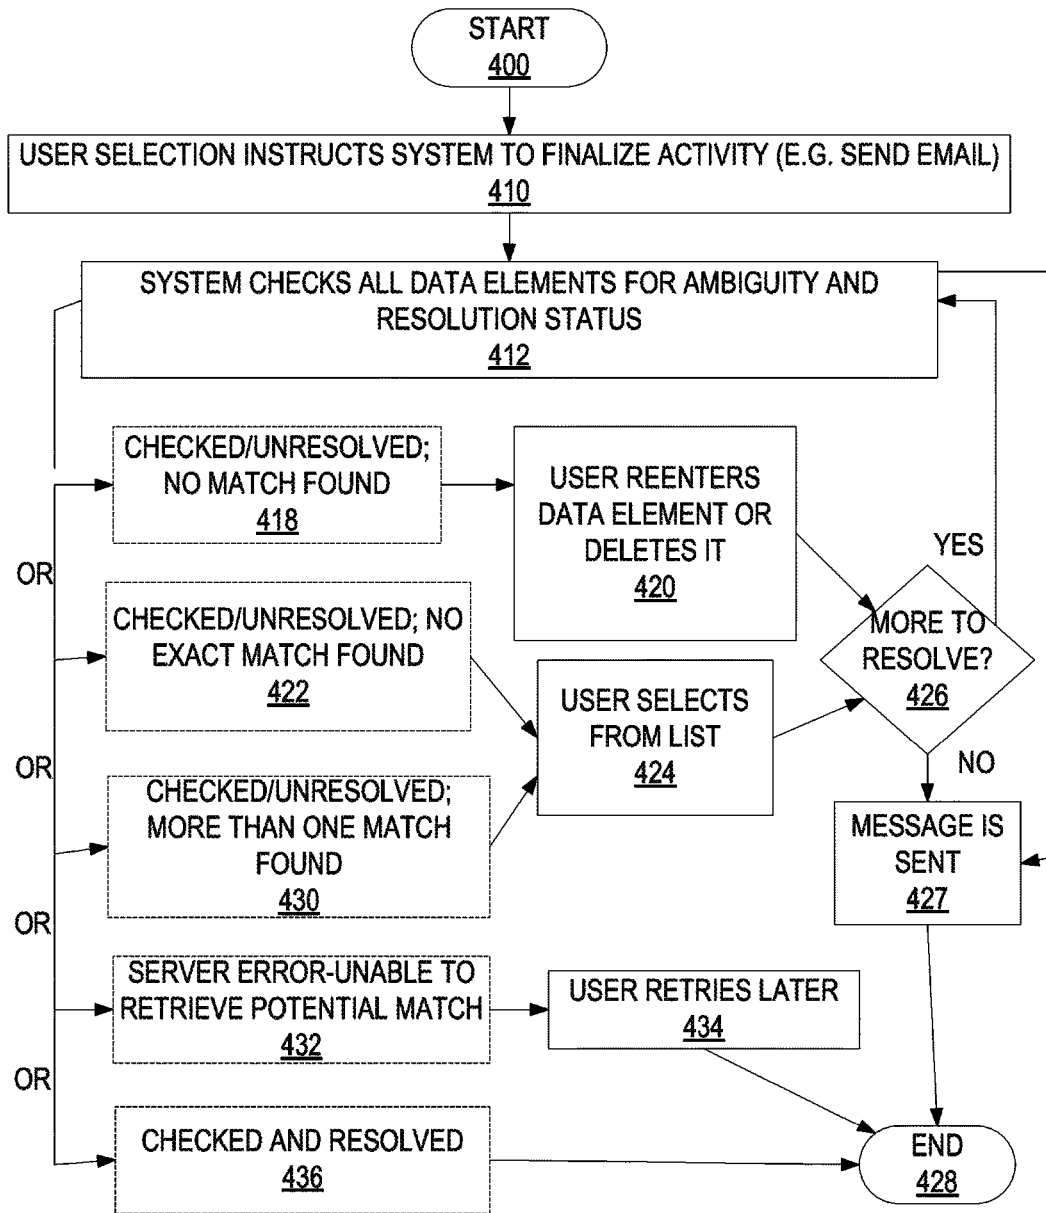 START
400
USER SELECTION INSTRUCTS SYSTEM TO FINALIZE ACTIVITY (E.G. SEND EMAIL)
410
SYSTEM CHECKS ALL DATA ELEMENTS FOR AMBIGUITY AND
RESOLUTION STATUS
412
CHECKED/UNRESOLVED;
NO MATCH FOUND
418
USER REENTERS
DATA ELEMENT OR
DELETES IT
420
YES
OR
CHECKED/UNRESOLVED; NO
EXACT MATCH FOUND
422
MORE TO
RESOLVE?
426
USER SELECTS
FROM LIST
424
NO
OR
CHECKED/UNRESOLVED;
MORE THAN ONE MATCH
FOUND
430
MESSAGE IS
SENT
427
OR
SERVER ERROR-UNABLE TO
RETRIEVE POTENTIAL MATCH
432
USER RETRIES LATER
434
OR
CHECKED AND RESOLVED
436
END
428